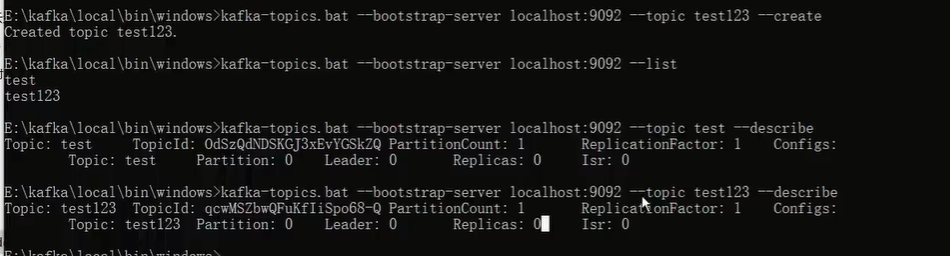 E:\kafka\local\bin\windows>kafka-topics.bat --bootstrap-server localhost:9092 --topic test123 --create
Created topic test123.
E:\kafka\local\bin\windows>kafka-topics.bat --bootstrap-server localhost:9092 --list
test
test123
E:\kafka\local\bin\windows>kafka-topics.bat --bootstrap-server localhost:9092 --topic test --describe
Topic: test TopicId: OdSzQdNDSKGJ3xEvYGSkZQ PartitionCount: 1 ReplicationFactor: 1 Configs:
Topic: test Partition: 0 Leader: 0 Replicas: 0 Isr: 0
E:\kafka\local\bin\windows>kafka-topics.bat --bootstrap-server localhost:9092 --topic test123 --describe
Topic: test123 TopicId: qcwMSZbwQFuKfIiSpo68-Q PartitionCount: 1 ReplicationFactor: 1 Configs:
Topic: test123 Partition: 0 Leader: 0 Replicas: 0 Isr: 0
E:\kafka\local\bin\windows>